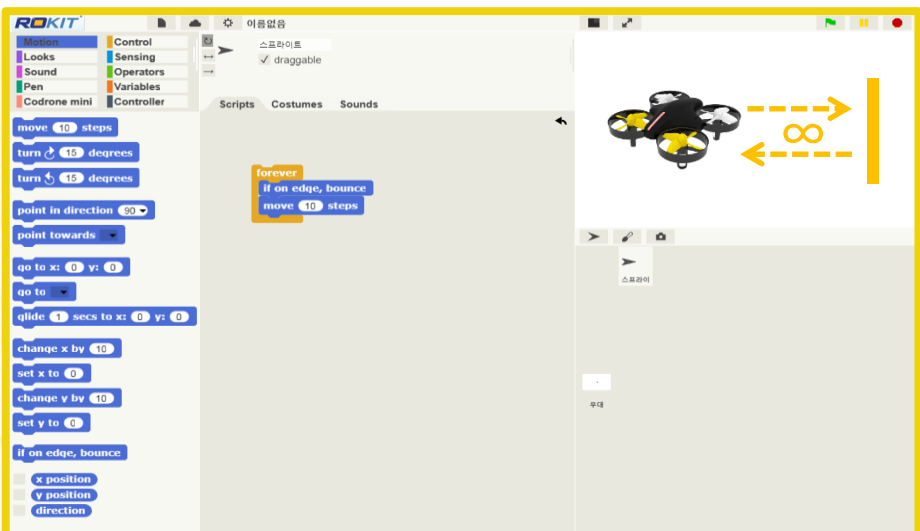 ROKIT
이름없음
Motion
Control
Looks
Sensing
Sound
Operators
Pen
Variables
Codrone mini
Controller
스프라이트
draggable
Scripts Costumes Sounds
move 10 steps
turn 15 degrees
turn 15 degrees
point in direction 90
point towards
go to x: 0 y: 0
go to
glide 1 secs to x: 0 y: 0
change x by 10
set x to 0
change y by 10
set y to 0
if on edge, bounce
x position
y position
direction
forever
if on edge, bounce
move 10 steps
∞
스프라이
무대